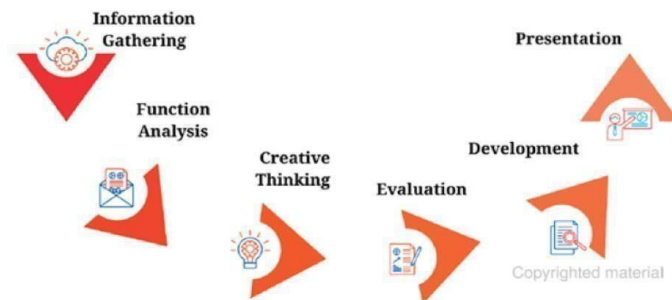 Information
Gathering
Function
Analysis
Creative
Thinking
Evaluation
Development
Presentation
Copyrighted material